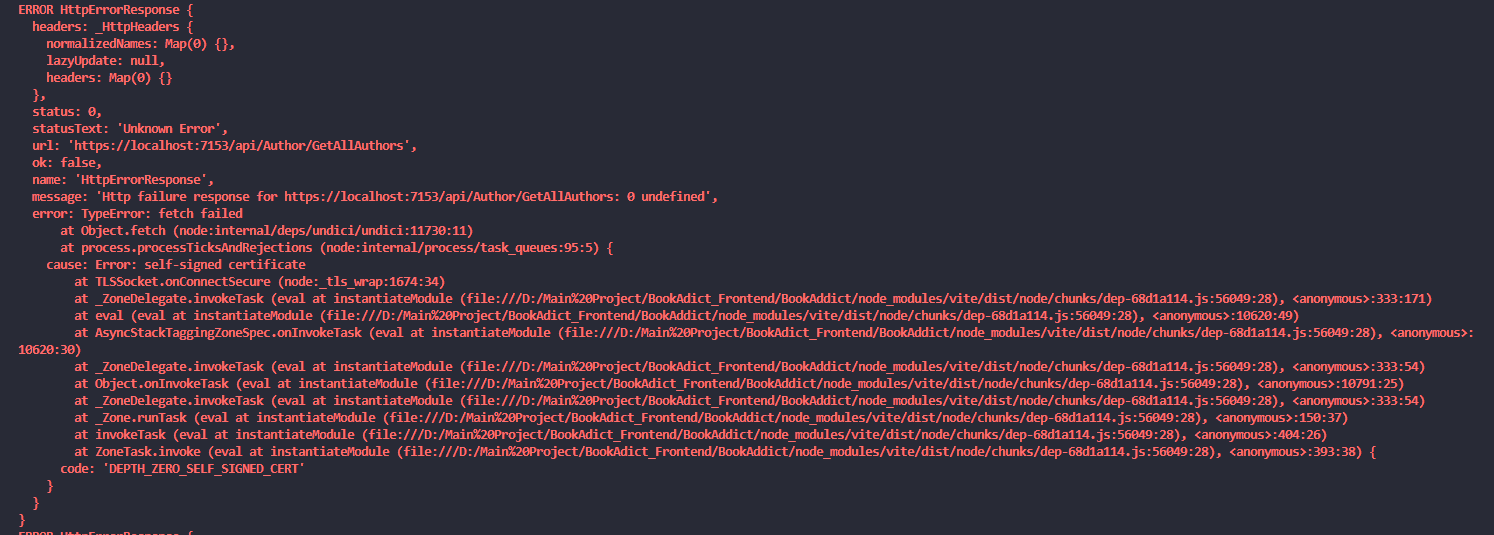 ERROR HttpErrorResponse {
  headers: _HttpHeaders {
    normalizedNames: Map(0) {},
    lazyUpdate: null,
    headers: Map(0) {}
  },
  status: 0,
  statusText: 'Unknown Error',
  url: 'https://localhost:7153/api/Author/GetAllAuthors',
  ok: false,
  name: 'HttpErrorResponse',
  message: 'Http failure response for https://localhost:7153/api/Author/GetAllAuthors: 0 undefined',
  error: TypeError: fetch failed
      at Object.fetch (node:internal/deps/undici/undici:11730:11)
      at process.processTicksAndRejections (node:internal/process/task_queues:95:5) {
    cause: Error: self-signed certificate
        at TLSSocket.onConnectSecure (node:_tls_wrap:1674:34)
        at _ZoneDelegate.invokeTask (eval at instantiateModule (file:///D:/Main%20Project/BookAdict_Frontend/BookAddict/node_modules/vite/dist/node/chunks/dep-68d1a114.js:56049:28), <anonymous>:333:171)
        at eval (eval at instantiateModule (file:///D:/Main%20Project/BookAdict_Frontend/BookAddict/node_modules/vite/dist/node/chunks/dep-68d1a114.js:56049:28), <anonymous>:10620:49)
        at AsyncStackTaggingZoneSpec.onInvokeTask (eval at instantiateModule (file:///D:/Main%20Project/BookAdict_Frontend/BookAddict/node_modules/vite/dist/node/chunks/dep-68d1a114.js:56049:28), <anonymous>:
10620:30)
        at _ZoneDelegate.invokeTask (eval at instantiateModule (file:///D:/Main%20Project/BookAdict_Frontend/BookAddict/node_modules/vite/dist/node/chunks/dep-68d1a114.js:56049:28), <anonymous>:333:54)
        at Object.onInvokeTask (eval at instantiateModule (file:///D:/Main%20Project/BookAdict_Frontend/BookAddict/node_modules/vite/dist/node/chunks/dep-68d1a114.js:56049:28), <anonymous>:10791:25)
        at _ZoneDelegate.invokeTask (eval at instantiateModule (file:///D:/Main%20Project/BookAdict_Frontend/BookAddict/node_modules/vite/dist/node/chunks/dep-68d1a114.js:56049:28), <anonymous>:333:54)
        at _Zone.runTask (eval at instantiateModule (file:///D:/Main%20Project/BookAdict_Frontend/BookAddict/node_modules/vite/dist/node/chunks/dep-68d1a114.js:56049:28), <anonymous>:150:37)
        at invokeTask (eval at instantiateModule (file:///D:/Main%20Project/BookAdict_Frontend/BookAddict/node_modules/vite/dist/node/chunks/dep-68d1a114.js:56049:28), <anonymous>:404:26)
        at ZoneTask.invoke (eval at instantiateModule (file:///D:/Main%20Project/BookAdict_Frontend/BookAddict/node_modules/vite/dist/node/chunks/dep-68d1a114.js:56049:28), <anonymous>:393:38) {
      code: 'DEPTH_ZERO_SELF_SIGNED_CERT'
    }
  }
}
ERROR HttpErrorResponse {